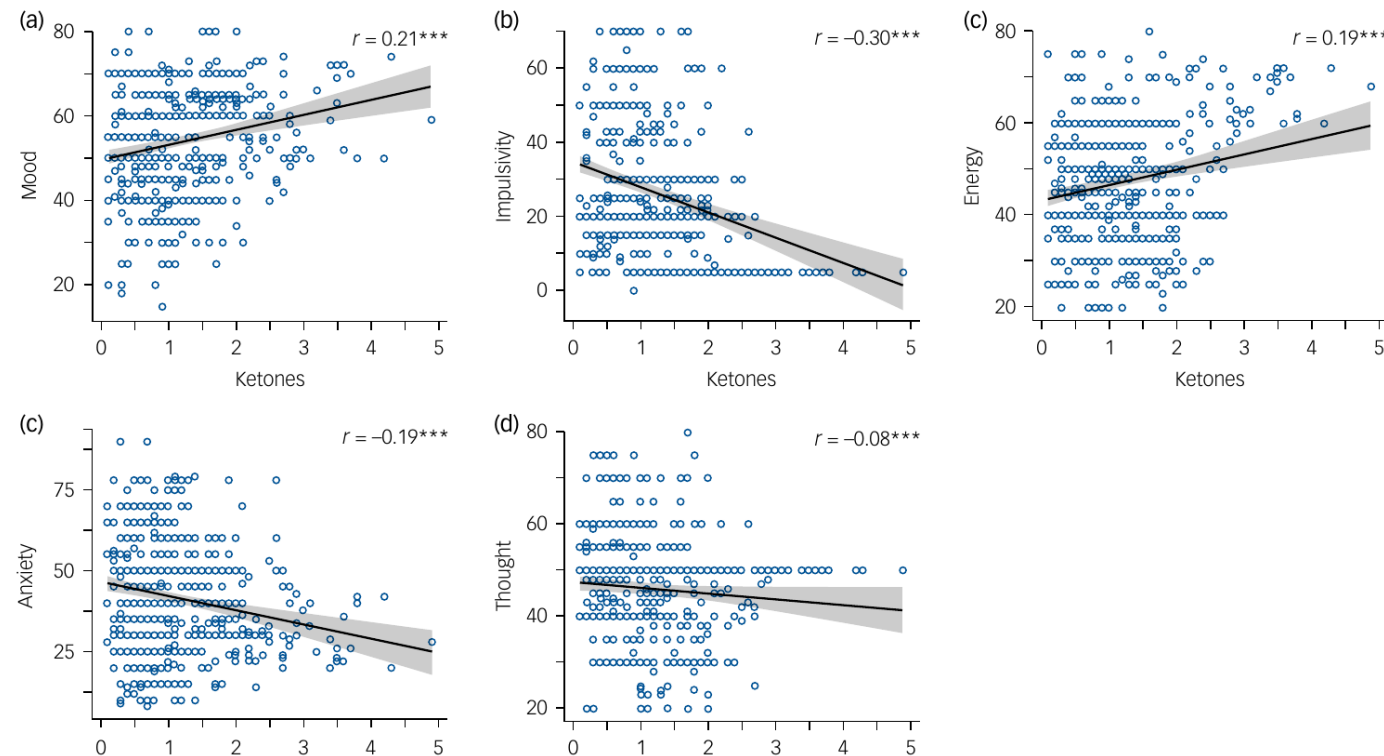 (a)
80
60
40
20
Mood
r = 0.21***
0 1 2 3 4 5
Ketones
(b)
60
40
20
0
Impulsivity
r = –0.30***
0 1 2 3 4 5
Ketones
(c)
80
60
40
20
Energy
r = 0.19***
0 1 2 3 4 5
Ketones
(c)
75
50
25
Anxiety
r = –0.19***
0 1 2 3 4 5
(d)
80
60
40
20
Thought
r = –0.08***
0 1 2 3 4 5